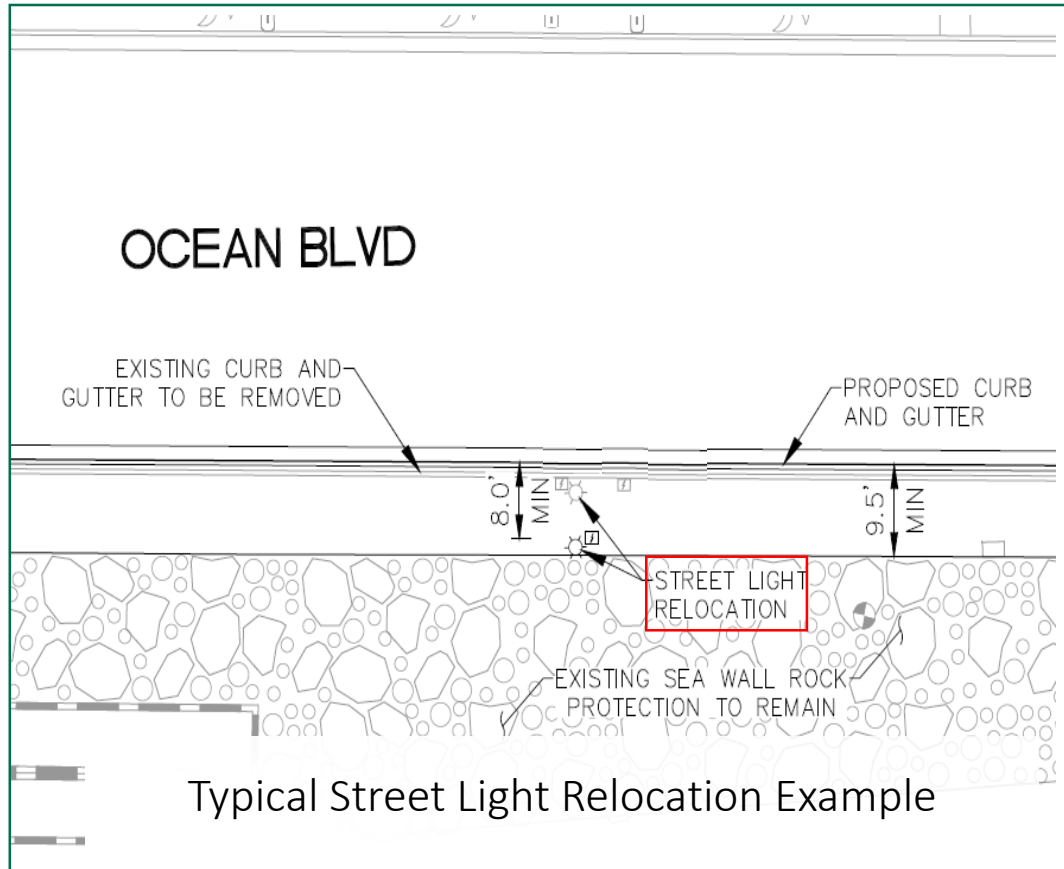 OCEAN BLVD
EXISTING CURB AND
GUTTER TO BE REMOVED
PROPOSED CURB
AND GUTTER
8.0'
MIN
9.5'
MIN
STREET LIGHT
RELOCATION
EXISTING SEA WALL ROCK
PROTECTION TO REMAIN
Typical Street Light Relocation Example